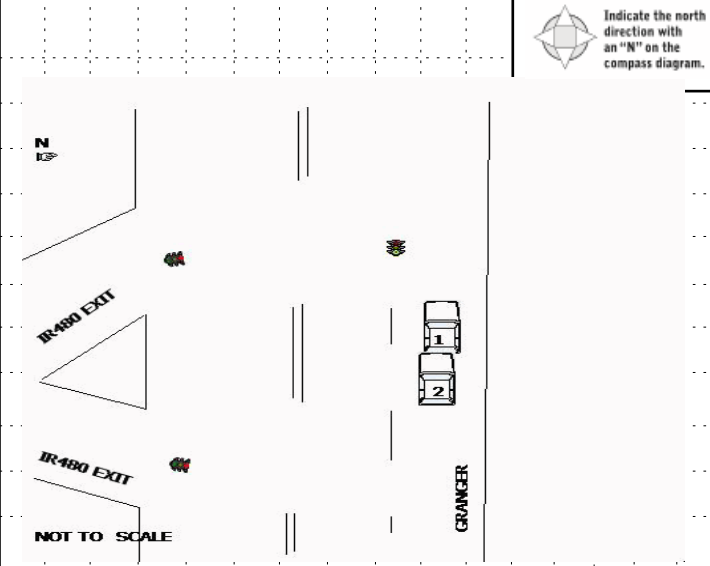 Indicate the north
direction with
an "N" on the
compass diagram.
N
IR480 EXIT
1
2
IR480 EXIT
GRANGER
NOT TO SCALE